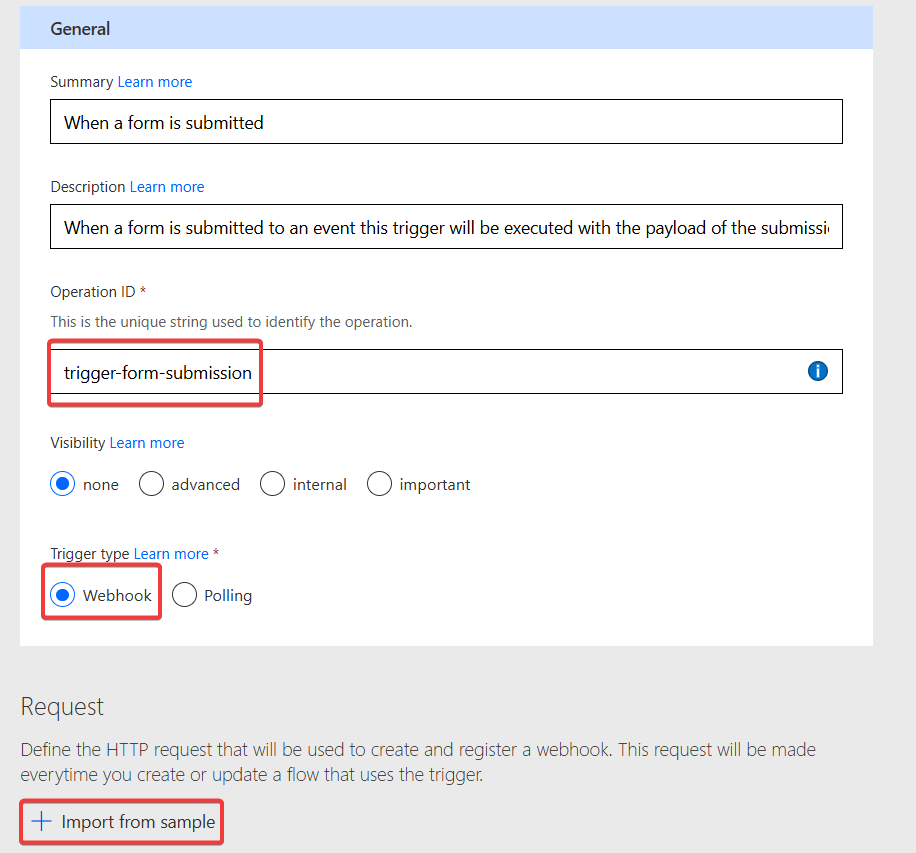 General
Summary Learn more
When a form is submitted
Description Learn more
When a form is submitted to an event this trigger will be executed with the payload of the submissi
Operation ID *
This is the unique string used to identify the operation.
trigger-form-submission
Visibility Learn more
none advanced internal important
Trigger type Learn more *
Webhook Polling
Request
Define the HTTP request that will be used to create and register a webhook. This request will be made
everytime you create or update a flow that uses the trigger.
+ Import from sample